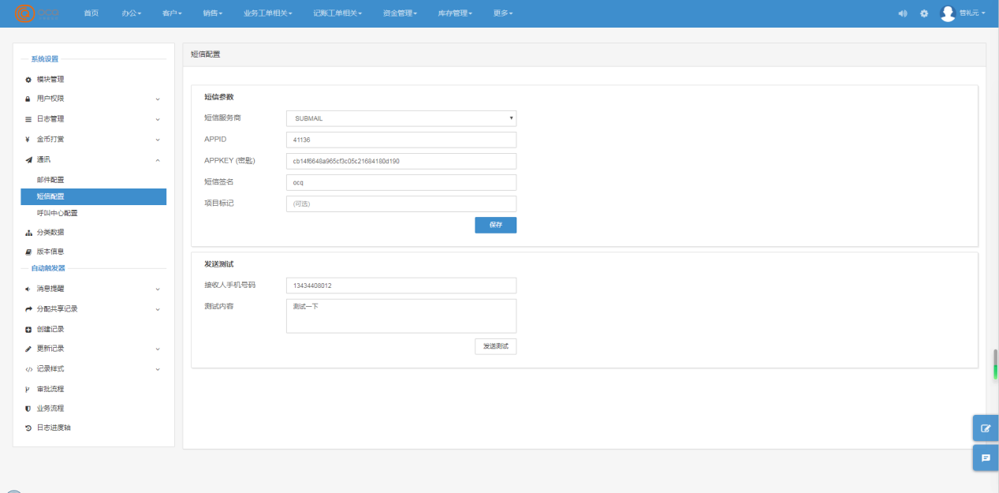 首页 办公 客户 销售 业务工单相关 记账工单相关 资金管理 库存管理 更多 管礼元
系统设置
模块管理
用户权限
日志管理
金币打赏
通讯
邮件配置
短信配置
呼叫中心配置
分类数据
版本信息
自动触发器
消息提醒
分配共享记录
创建记录
更新记录
记录样式
审批流程
业务流程
日志进度轴
短信配置
短信参数
短信服务商 SUBMAIL
APPID 41136
APPKEY (密匙) cb14f6648a965cf3c05c21684180d190
短信签名 ocq
项目标记 (可选)
保存
发送测试
接收人手机号码 13434408012
测试内容 测试一下
发送测试